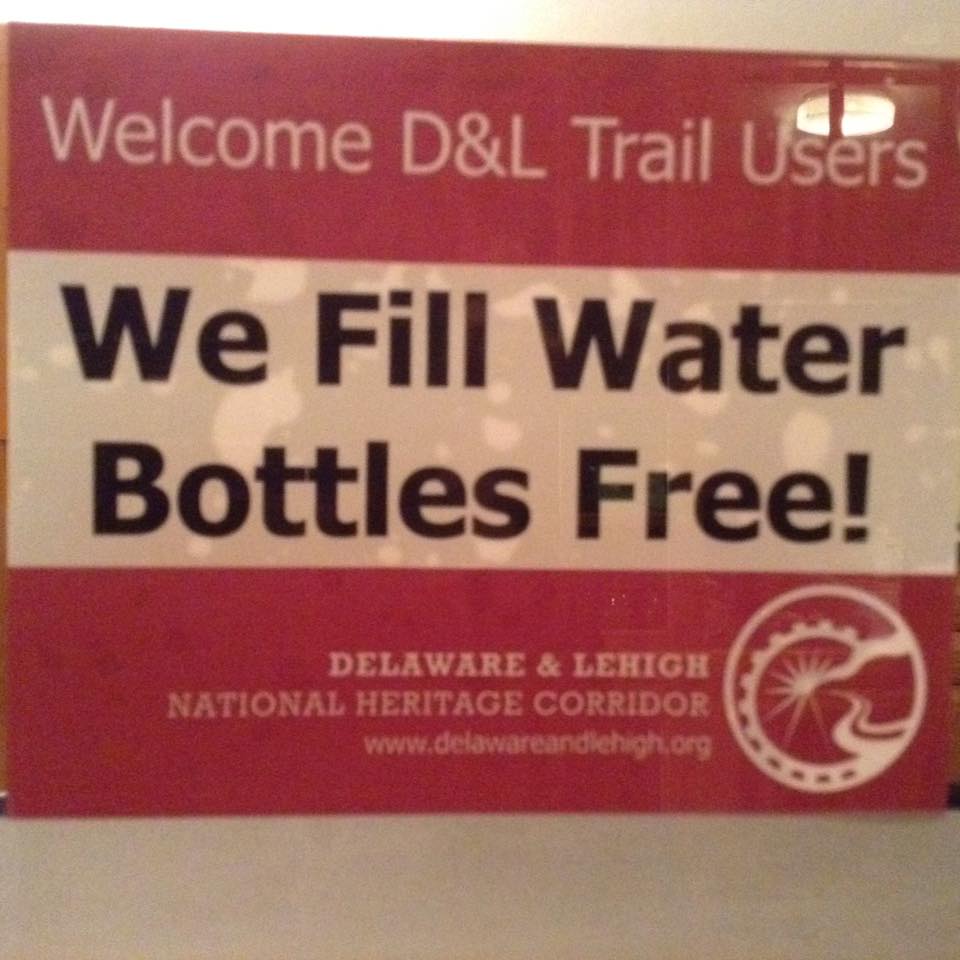 Welcome D&L Trail Users
We Fill Water
Bottles Free!
DELAWARE & LEHIGH
NATIONAL HERITAGE CORRIDOR
www.delawareandlehigh.org